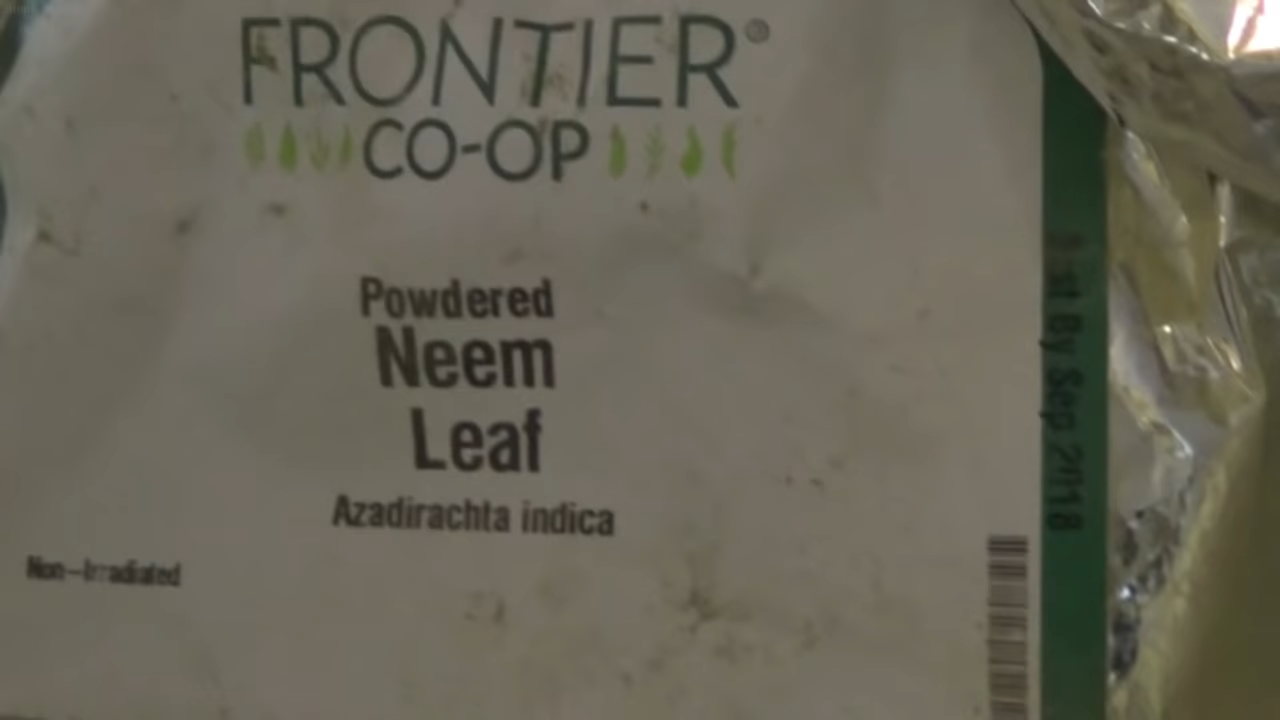 FRONTIER®
CO-OP
Powdered
Neem
Leaf
Azadirachta indica
Non-Irradiated
Best By Sep 2018